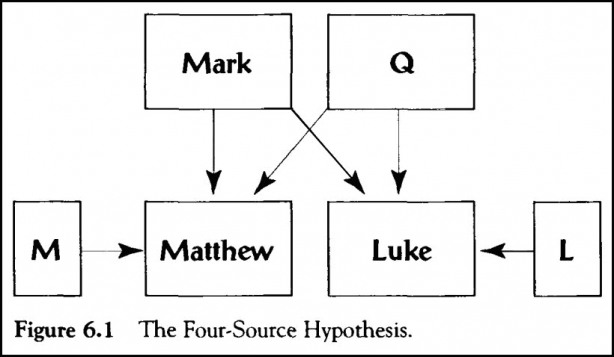 Mark Q
M Matthew Luke L
Figure 6.1 The Four-Source Hypothesis.